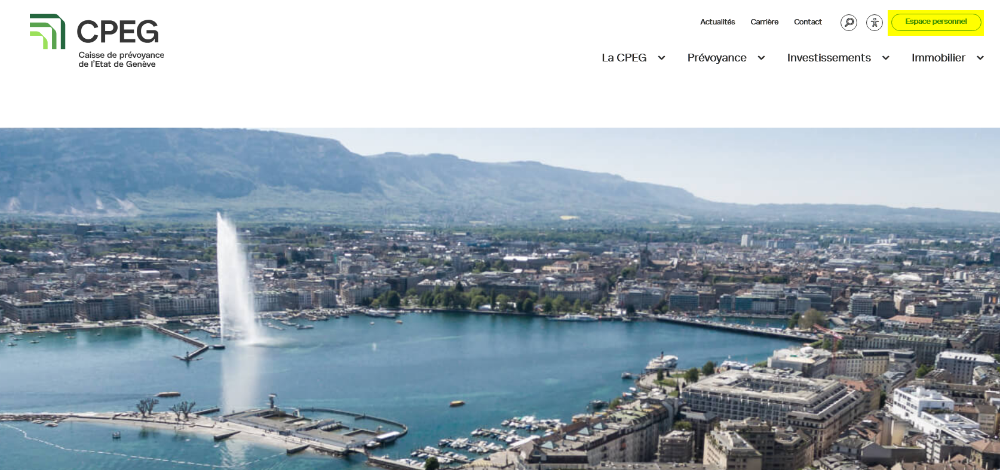 CPEG
Caisse de prévoyance
de l'Etat de Genève
Actualités Carrière Contact Espace personnel
La CPEG Prévoyance Investissements Immobilier